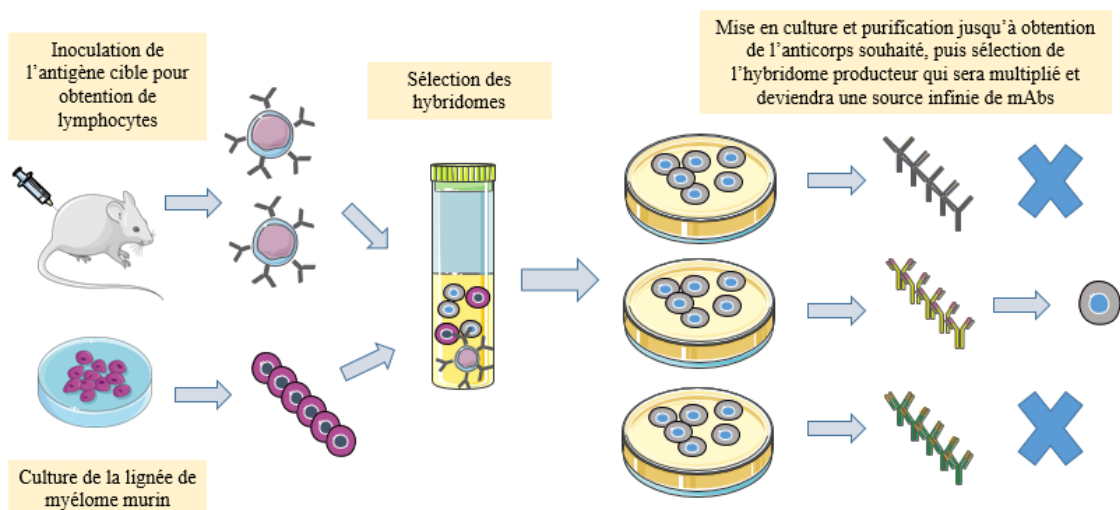 Inoculation de
l'antigène cible pour
obtention de
lymphocytes
Sélection des
hybridomes
Mise en culture et purification jusqu'à obtention
de l'anticorps souhaité, puis sélection de
l'hybridome producteur qui sera multiplié et
deviendra une source infinie de mAbs
Culture de la lignée de
myélome murin